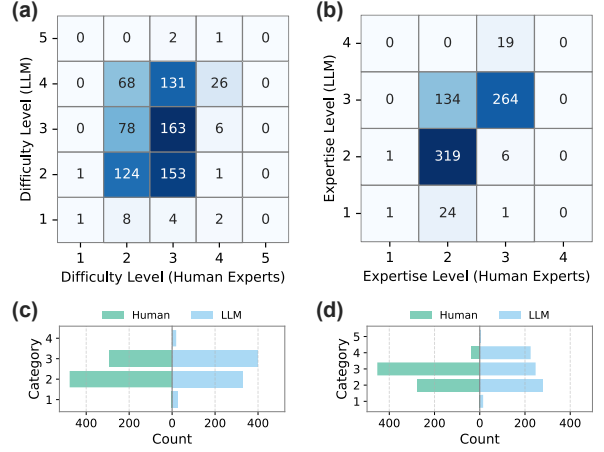 (a)
5 0 0 2 1 0
4 0 68 131 26 0
3 0 78 163 6 0
2 1 124 153 1 0
1 1 8 4 2 0
1 2 3 4 5
Difficulty Level (LLM)
Difficulty Level (Human Experts)
(b)
4 0 0 19 0
3 0 134 264 0
2 1 319 6 0
1 1 24 1 0
1 2 3 4
Expertise Level (LLM)
Expertise Level (Human Experts)
(c)
Human LLM
4
3
2
1
Category
400 200 0 200 400
Count
(d)
Human LLM
5
4
3
2
1
Category
400 200 0 200 400
Count